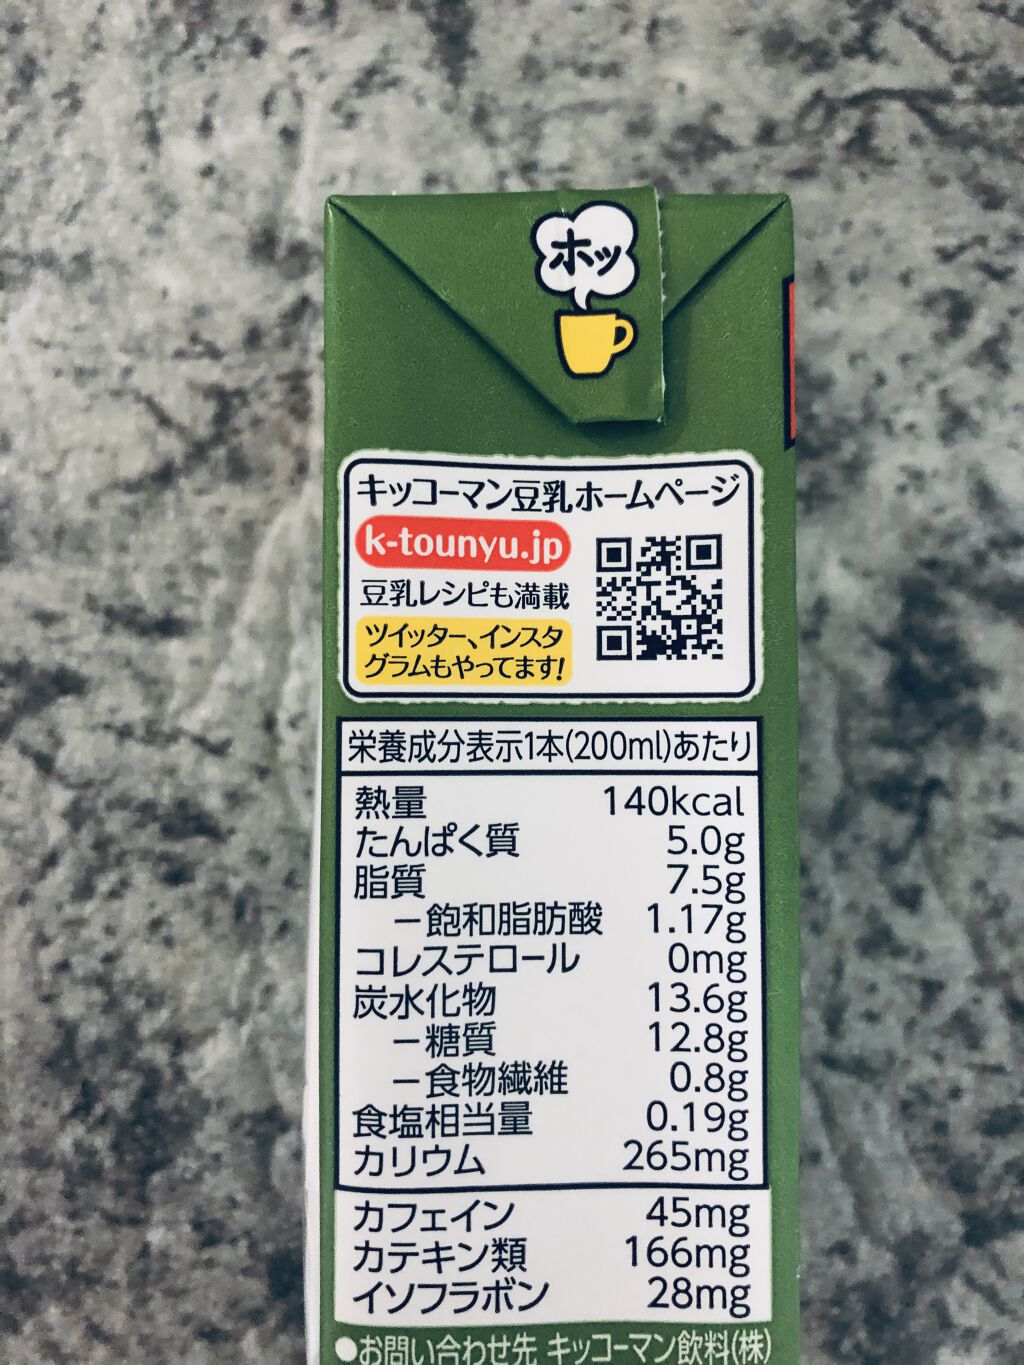 ホッ
キッコーマン豆乳ホームページ
k-tounyu.jp
豆乳レシピも満載
ツイッター、インスタ
グラムもやってます!
栄養成分表示1本(200ml)あたり
熱量 140kcal
たんぱく質 5.0g
脂質 7.5g
－飽和脂肪酸 1.17g
コレステロール 0mg
炭水化物 13.6g
－糖質 12.8g
－食物繊維 0.8g
食塩相当量 0.19g
カリウム 265mg
カフェイン 45mg
カテキン類 166mg
イソフラボン 28mg
●お問い合わせ先 キッコーマン飲料(株)